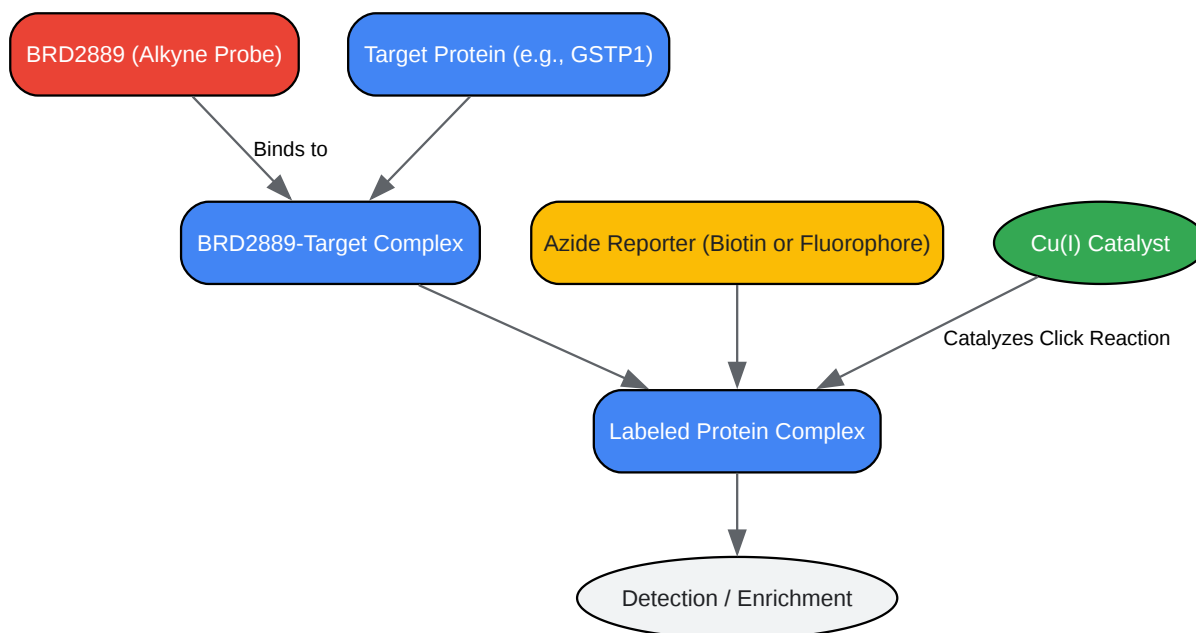 BRD2889 (Alkyne Probe)
Target Protein (e.g., GSTP1)
Binds to
BRD2889-Target Complex
Azide Reporter (Biotin or Fluorophore)
Cu(I) Catalyst
Catalyzes Click Reaction
Labeled Protein Complex
Detection / Enrichment